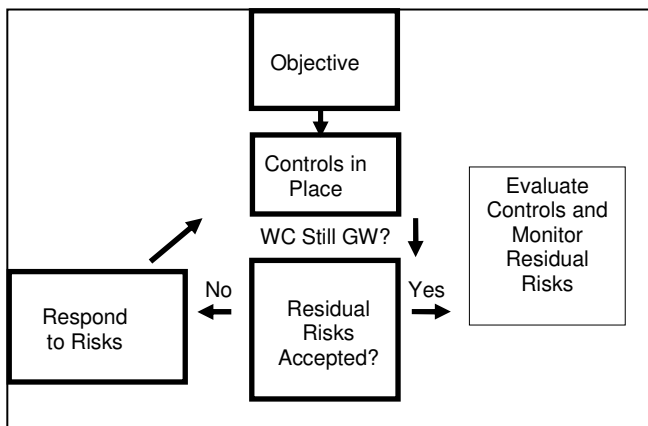 Objective
Controls in
Place
WC Still GW?
Evaluate
Controls and
Monitor
Residual
Risks
No
Yes
Respond
to Risks
Residual
Risks
Accepted?